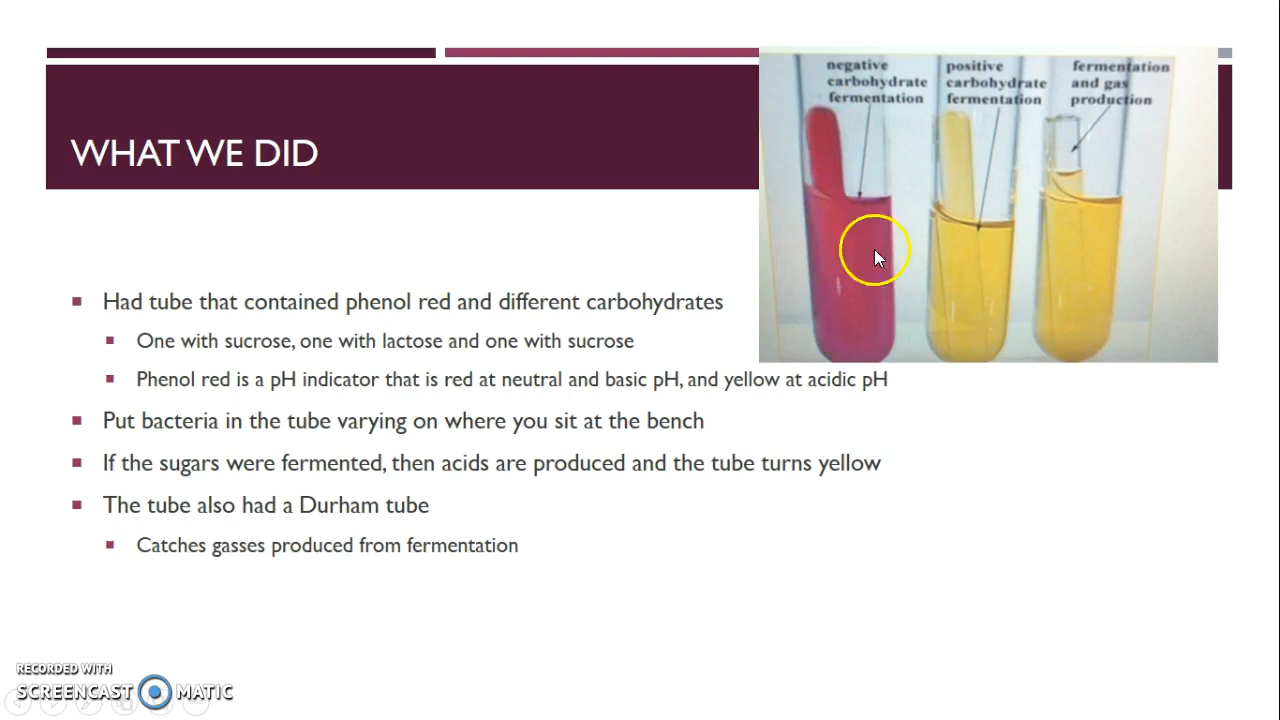 negative
carbohydrate
fermentation
positive
carbohydrate
fermentation
fermentation
and gas
production
WHAT WE DID
Had tube that contained phenol red and different carbohydrates
One with sucrose, one with lactose and one with sucrose
Phenol red is a pH indicator that is red at neutral and basic pH, and yellow at acidic pH
Put bacteria in the tube varying on where you sit at the bench
If the sugars were fermented, then acids are produced and the tube turns yellow
The tube also had a Durham tube
Catches gasses produced from fermentation
RECORDED WITH
SCREENCAST MATIC